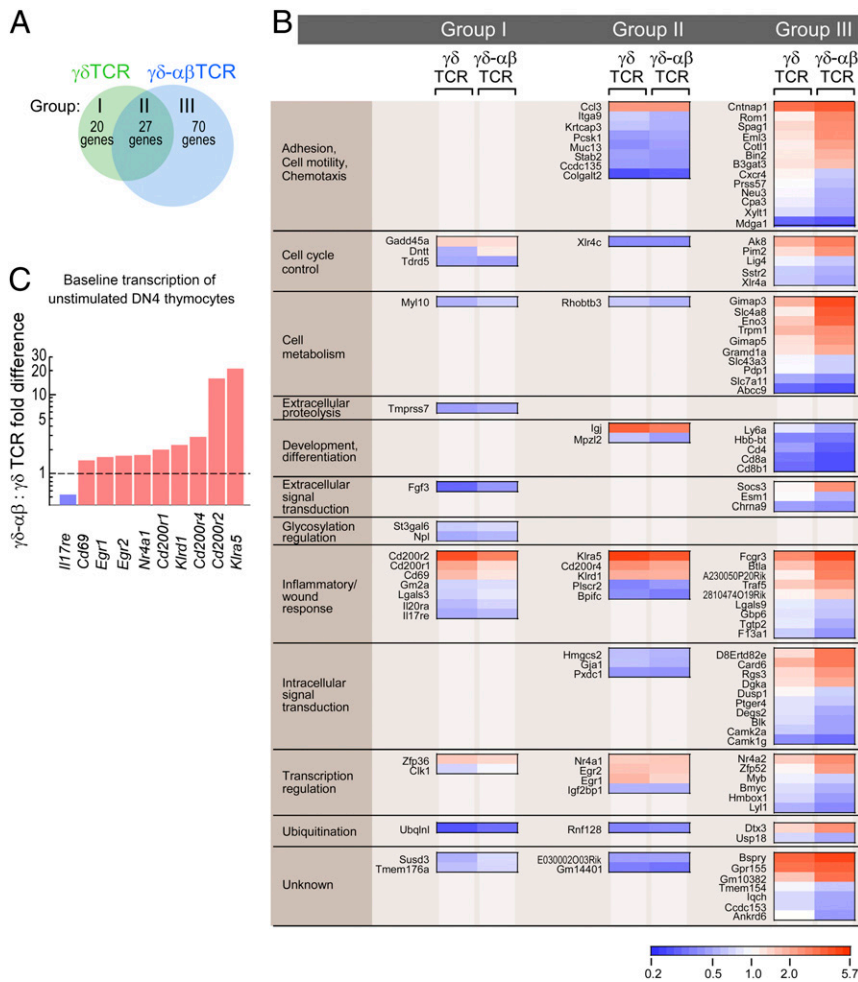 A
γδTCR γδ-αβTCR
Group: I II III
20 genes 27 genes 70 genes
B
Group I Group II Group III
γδ TCR γδ-αβ TCR γδ TCR γδ-αβ TCR γδ TCR γδ-αβ TCR
Adhesion,
Cell motility,
Chemotaxis
Ccl3
Itga9
Krtcap3
Pcsk1
Muc13
Stab2
Ccdc135
Colgalt2
Cntnap1
Rom1
Spag1
Eml3
Cotl1
Bin2
B3gat3
Cxcr4
Prss57
Neu3
Cpa3
Xylt1
Mdga1
Cell cycle
control
Gadd45a
Dntt
Tdrd5
Xlr4c
Ak8
Pim2
Lig4
Sstr2
Xlr4a
Cell
metabolism
Myl10
Rhobtb3
Gimap3
Slc4a8
Eno3
Trpm1
Gimap5
Gramd1a
Slc43a3
Pdp1
Slc7a11
Abcc9
Extracellular
proteolysis
Tmprss7
Development,
differentiation
Igj
Mpzl2
Ly6a
Hbb-bt
Cd4
Cd8a
Cd8b1
Extracellular
signal
transduction
Fgf3
Socs3
Esm1
Chrna9
Glycosylation
regulation
St3gal6
Npl
Inflammatory/
wound
response
Cd200r2
Cd200r1
Cd69
Gm2a
Lgals3
Il20ra
Il17re
Klra5
Cd200r4
Klrd1
Plscr2
Bpifc
Fcgr3
Btla
A230050P20Rik
Traf5
2810474O19Rik
Lgals9
Gbp6
Tgtp2
F13a1
Intracellular
signal
transduction
Hmgcs2
Gja1
Pxdc1
D8Ertd82e
Card6
Rgs3
Dgka
Dusp1
Ptger4
Degs2
Blk
Camk2a
Camk1g
Transcription
regulation
Zfp36
Clk1
Nr4a1
Egr2
Egr1
Igf2bp1
Nr4a2
Zfp52
Myb
Bmyc
Hmbox1
Lyl1
Ubiquitination
Ubqlnl
Rnf128
Dtx3
Usp18
Unknown
Susd3
Tmem176a
E030002O03Rik
Gm14401
Bspry
Gpr155
Gm10382
Tmem154
Iqch
Ccdc153
Ankrd6
0.2 0.5 1.0 2.0 5.7
C
Baseline transcription of
unstimulated DN4 thymocytes
γδ-αβ : γδ TCR fold difference
20
10
1
Il17re
Cd69
Egr1
Egr2
Nr4a1
Cd200r1
Klrd1
Cd200r4
Cd200r2
Klra5